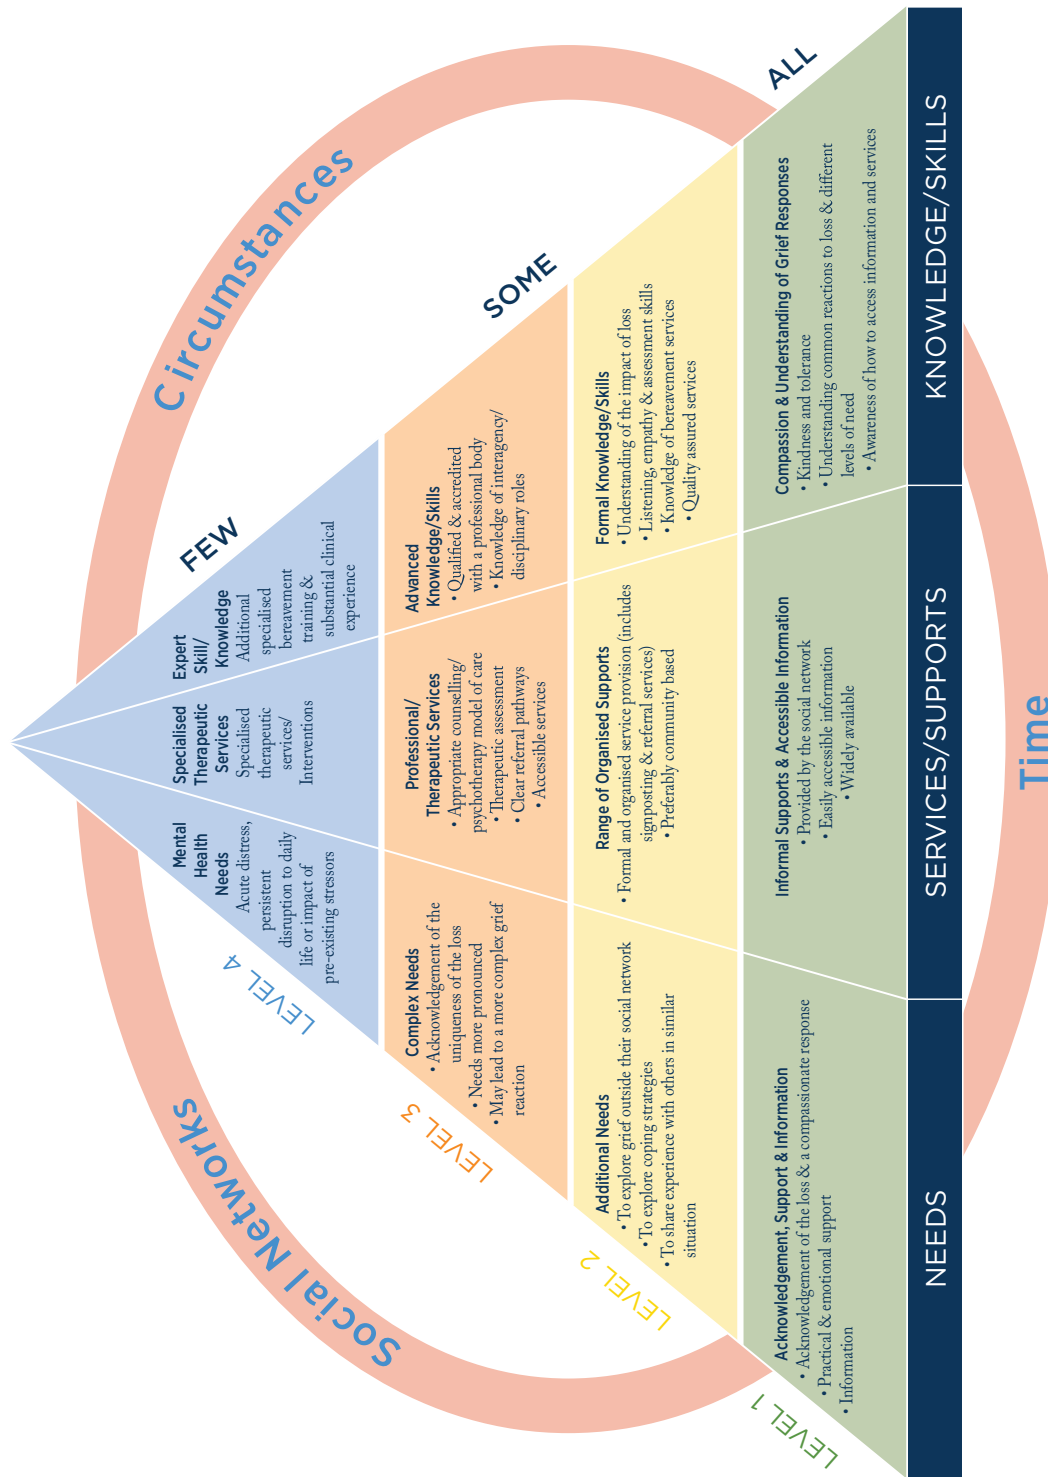 Social Networks
Circumstances
Time
FEW
SOME
ALL
LEVEL 4
Mental
Health
Needs
Acute distress,
persistent
disruption to daily
life or impact of
pre-existing stressors
Specialised
Therapeutic
Services
Specialised
therapeutic
services/
Interventions
Expert
Skill/
Knowledge
Additional
specialised
bereavement
training &
substantial clinical
experience
LEVEL 3
Complex Needs
• Acknowledgement of the
uniqueness of the loss
• Needs more pronounced
• May lead to a more complex grief
reaction
Professional/
Therapeutic Services
• Appropriate counselling/
psychotherapy model of care
• Therapeutic assessment
• Clear referral pathways
• Accessible services
Advanced
Knowledge/Skills
• Qualified & accredited
with a professional body
• Knowledge of interagency/
disciplinary roles
LEVEL 2
Additional Needs
• To explore grief outside their social network
• To explore coping strategies
• To share experience with others in similar
situation
Range of Organised Supports
• Formal and organised service provision (includes
signposting & referral services)
• Preferably community based
Formal Knowledge/Skills
• Understanding of the impact of loss
• Listening, empathy & assessment skills
• Knowledge of bereavement services
• Quality assured services
LEVEL 1
Acknowledgement, Support & Information
• Acknowledgement of the loss & a compassionate response
• Practical & emotional support
• Information
Informal Supports & Accessible Information
• Provided by the social network
• Easily accessible information
• Widely available
Compassion & Understanding of Grief Responses
• Kindness and tolerance
• Understanding common reactions to loss & different
levels of need
• Awareness of how to access information and services
NEEDS
SERVICES/SUPPORTS
KNOWLEDGE/SKILLS